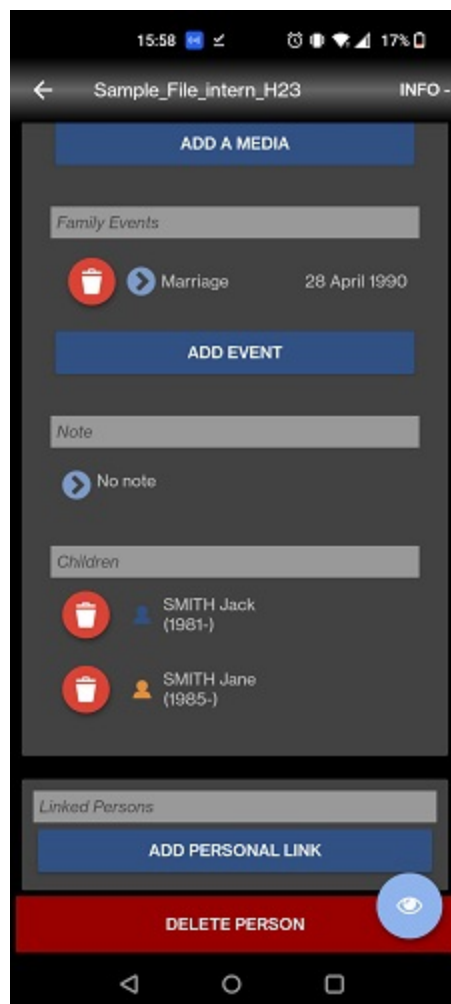 15:58 17%
Sample_File_intern_H23 INFO -
ADD A MEDIA
Family Events
Marriage 28 April 1990
ADD EVENT
Note
No note
Children
SMITH Jack
(1981-)
SMITH Jane
(1985-)
Linked Persons
ADD PERSONAL LINK
DELETE PERSON